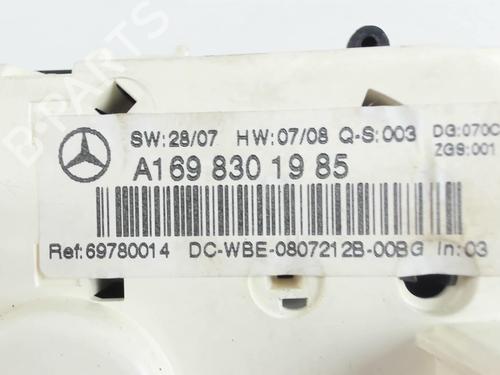 B-PARTS
SW:28/07 HW:07/08 Q-S:003 DG:070C
ZGS:001
A169 830 19 85
Ref:69780014 DC-WBE-0807212B-00BG In:03